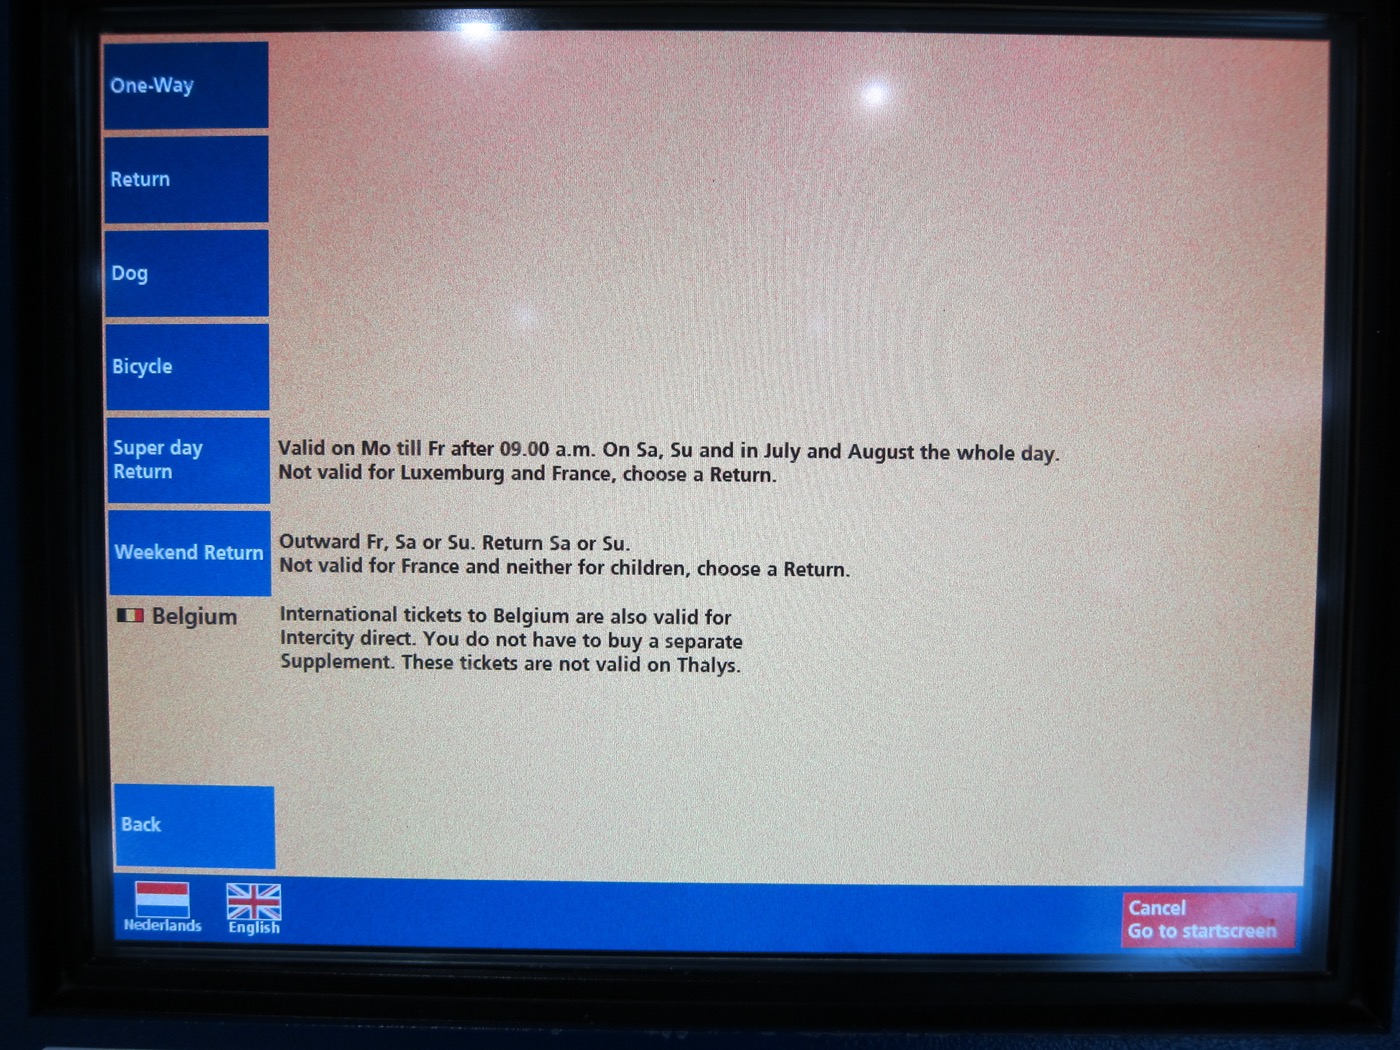 One-Way
Return
Dog
Bicycle
Super day
Return
Valid on Mo till Fr after 09.00 a.m. On Sa, Su and in July and August the whole day.
Not valid for Luxemburg and France, choose a Return.
Weekend Return
Outward Fr, Sa or Su. Return Sa or Su.
Not valid for France and neither for children, choose a Return.
Belgium
International tickets to Belgium are also valid for
Intercity direct. You do not have to buy a separate
Supplement. These tickets are not valid on Thalys.
Back
Nederlands
English
Cancel
Go to startscreen